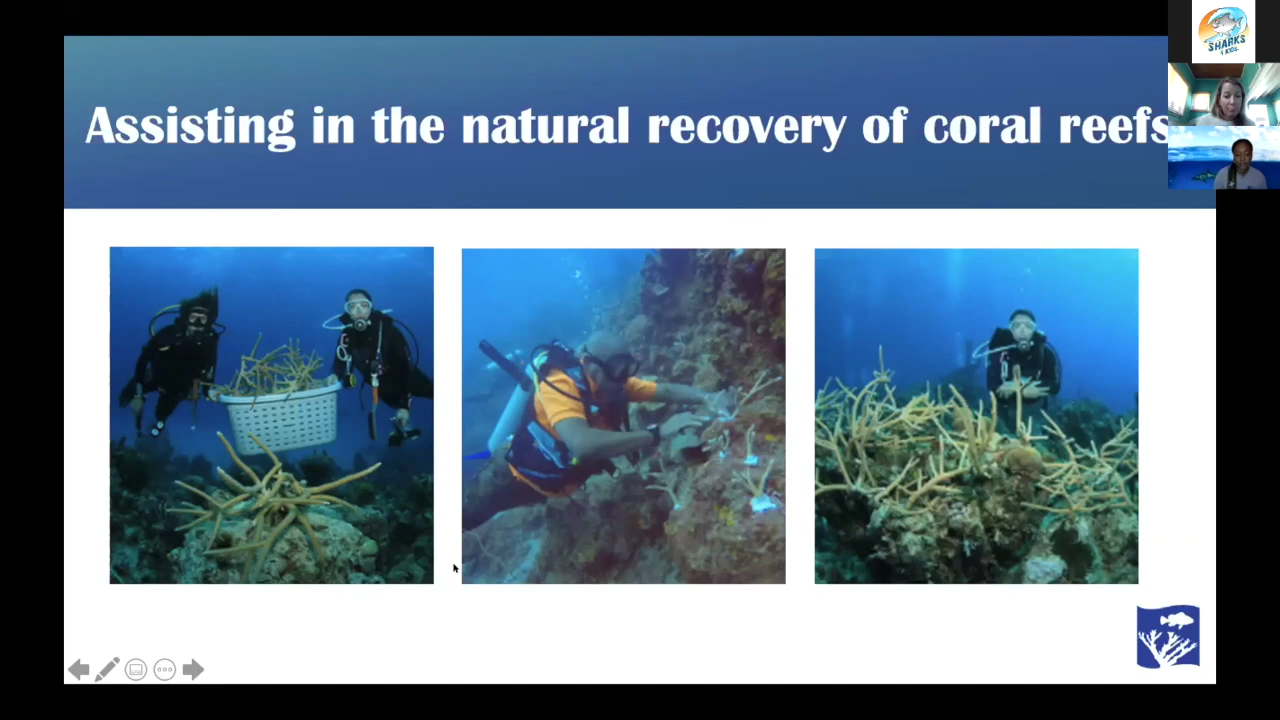 Assisting in the natural recovery of coral reefs
SHARKS
4 KIDS.